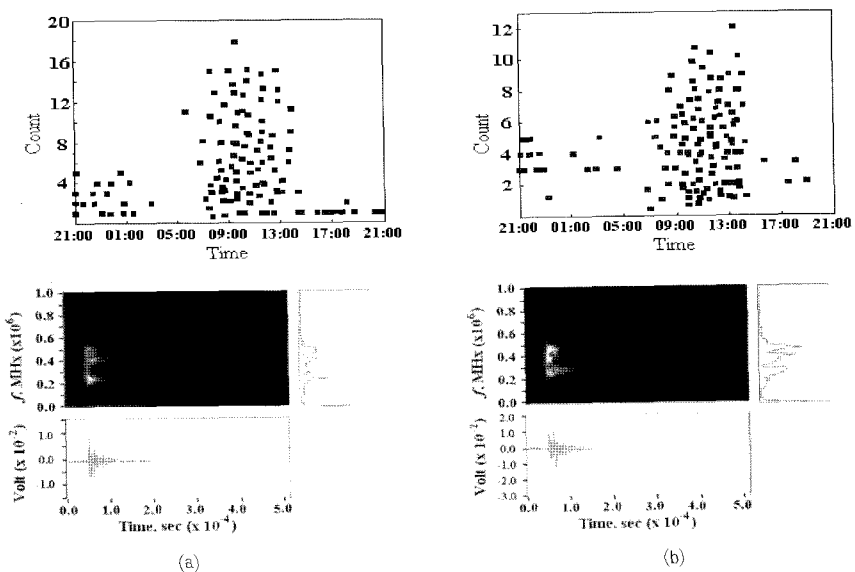 20
16
12
8
4
Count
21:00 01:00 05:00 09:00 13:00 17:00 21:00
Time
12
10
8
6
4
2
Count
21:00 01:00 05:00 09:00 13:00 17:00 21:00
Time
1.0
0.8
0.6
0.4
0.2
0.0
f. MHx (x10⁶)
1.0
0.8
0.6
0.4
0.2
0.0
f. MHx (x10⁶)
1.0
0.0
-1.0
Volt (x 10⁻²)
0.0 1.0 2.0 3.0 4.0 5.0
Time. sec (x 10⁻⁴)
2.0
1.0
0.0
-1.0
-2.0
-3.0
Volt (x 10⁻²)
0.0 1.0 2.0 3.0 4.0 5.0
Time. sec (x 10⁻⁴)
(a)
(b)